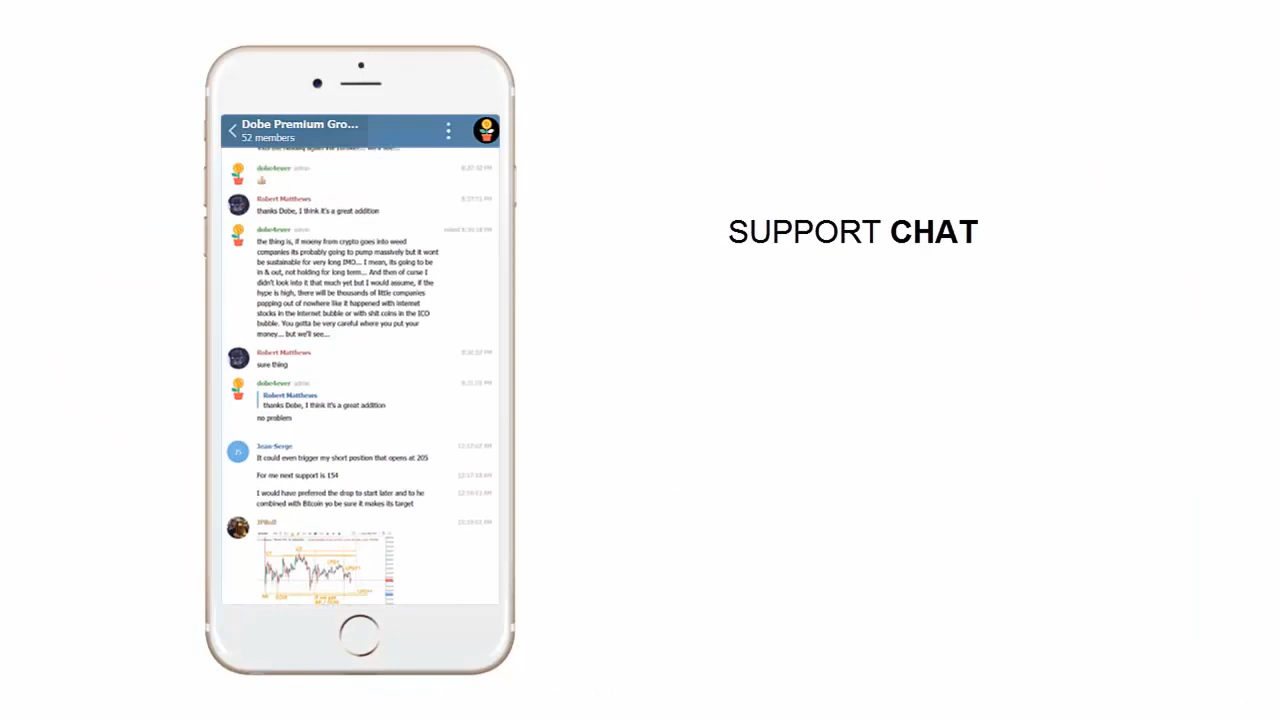 Dobe Premium Gro...
52 members
dobe4ever admin
Robert Matthews
thanks Dobe, I think it's a great addition
dobe4ever admin
the thing is, if moeny from crypto goes into weed
companies its probably going to pump massively but it wont
be sustainable for very long IMO... I mean, its going to be
in & out, not holding for long term... And then of curse I
didn't look into it that much yet but I would assume, if the
hype is high, there will be thousands of little companies
papping out of nowhere like it happened with internet
stocks in the internet bubble or with shit coins in the ICO
bubble. You gotta be very careful where you put your
money... but we'll see...
Robert Matthews
sure thing
dobe4ever admin
Robert Matthews
thanks Dobe, I think it's a great addition
no problem
JS
Jean-Serge
It could even trigger my short position that opens at 205
For me next support is 154
I would have preferred the drop to start later and to he
combined with Bitcoin yo be sure it makes its target
JPBull
SUPPORT CHAT